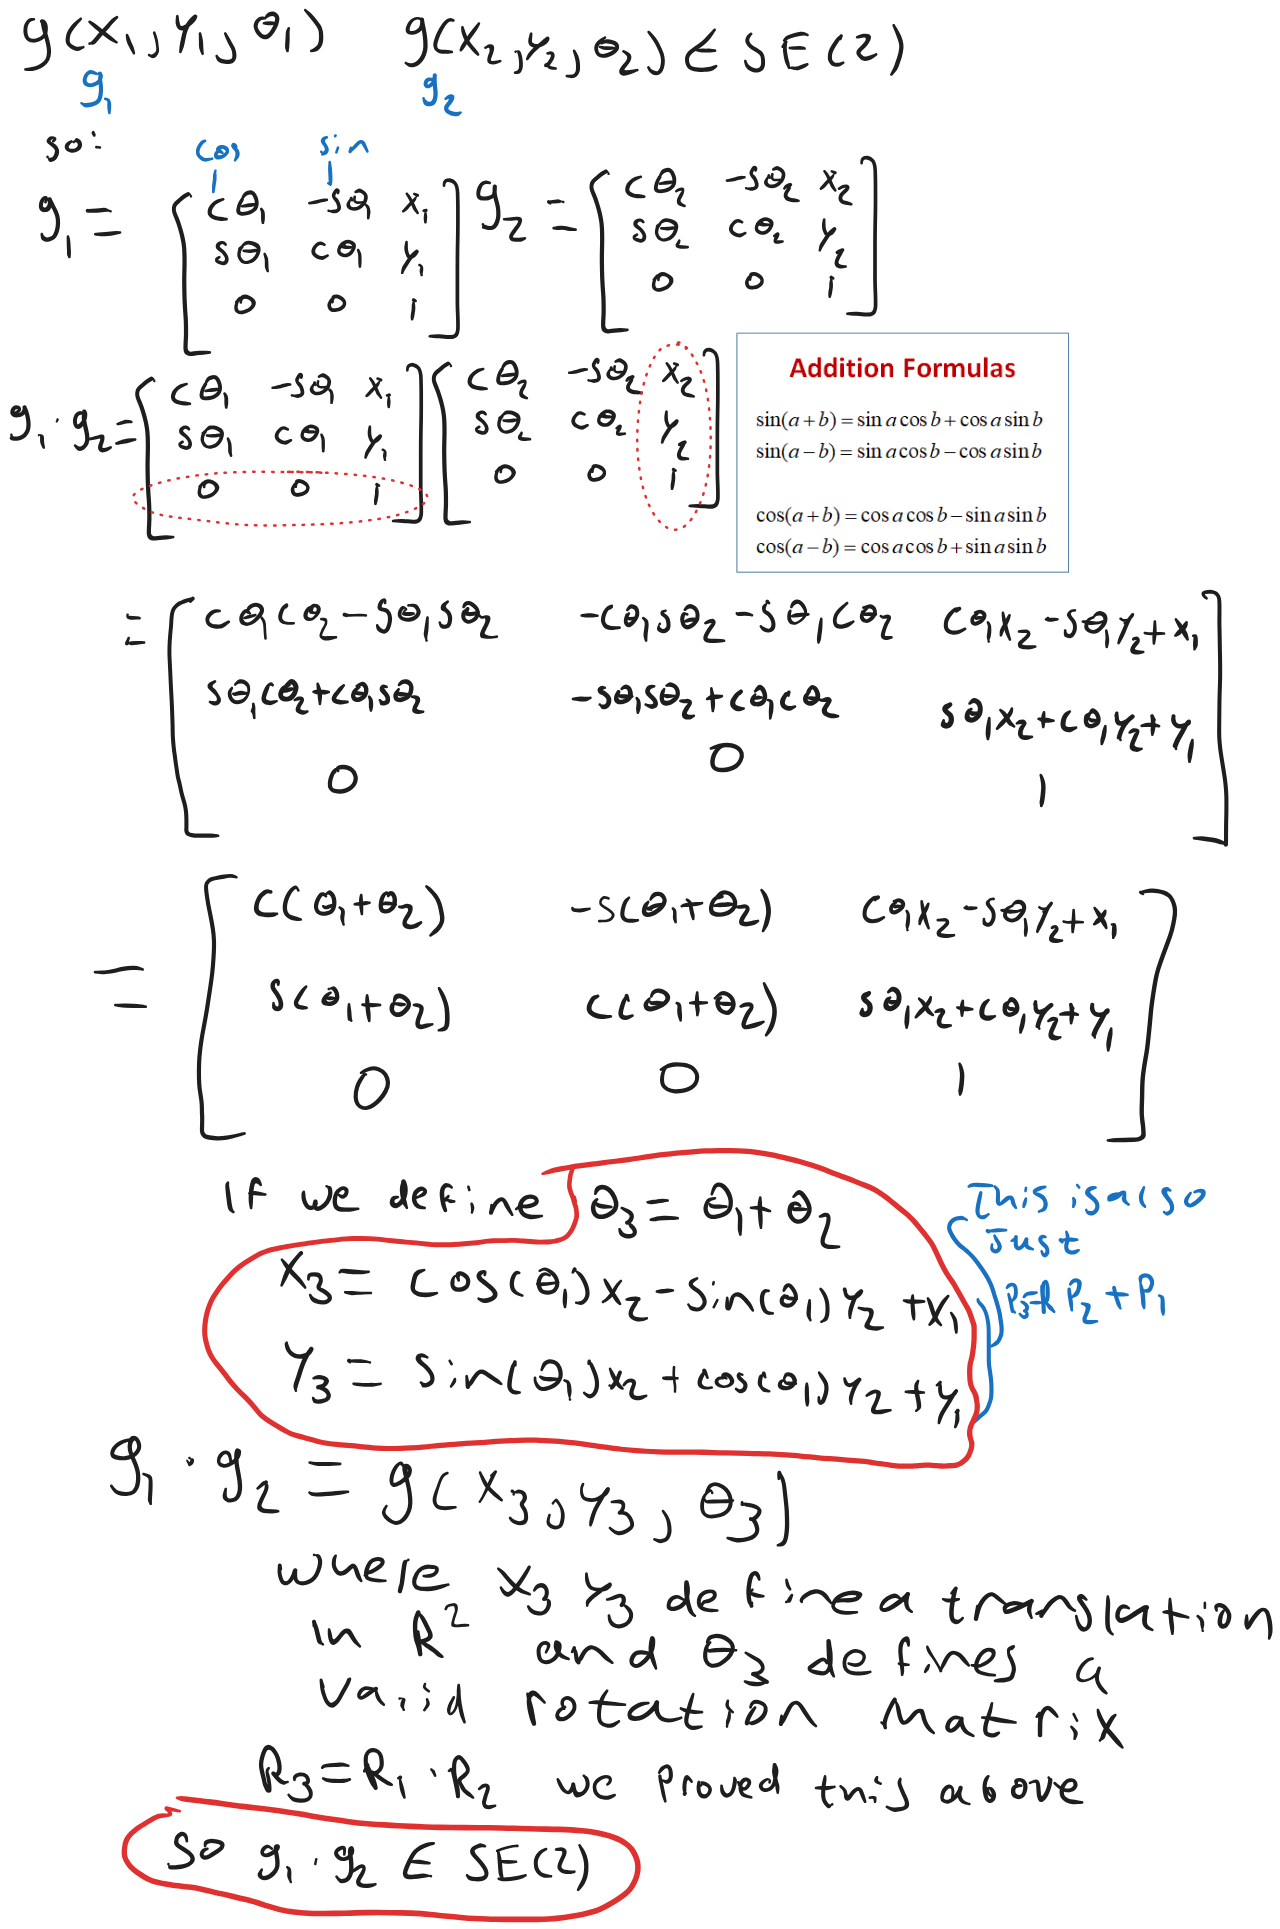 g(x₁, y₁, θ₁)  g(x₂, y₂, θ₂) ∈ SE(2)
g₁  g₂
so:  cos  sin
g₁ = [cθ₁ -sθ₁ x₁  g₂ = [cθ₂ -sθ₂ x₂
sθ₁ cθ₁ y₁  sθ₂ cθ₂ y₂
0 0 1]  0 0 1]
g₁ · g₂ = [cθ₁ -sθ₁ x₁  [cθ₂ -sθ₂ x₂
sθ₁ cθ₁ y₁  sθ₂ cθ₂ y₂
0 0 1]  0 0 1]
Addition Formulas
sin(a + b) = sin a cos b + cos a sin b
sin(a − b) = sin a cos b − cos a sin b
cos(a + b) = cos a cos b − sin a sin b
cos(a − b) = cos a cos b + sin a sin b
= [cθ₁cθ₂ - sθ₁sθ₂  -cθ₁sθ₂ - sθ₁cθ₂  cθ₁x₂ - sθ₁y₂ + x₁
sθ₁cθ₂ + cθ₁sθ₂  -sθ₁sθ₂ + cθ₁cθ₂  sθ₁x₂ + cθ₁y₂ + y₁
0  0  1]
= [c(θ₁+θ₂)  -s(θ₁+θ₂)  cθ₁x₂ - sθ₁y₂ + x₁
s(θ₁+θ₂)  c(θ₁+θ₂)  sθ₁x₂ + cθ₁y₂ + y₁
0  0  1]
If we define θ₃ = θ₁ + θ₂
x₃ = cos(θ₁)x₂ - sin(θ₁)y₂ + x₁
y₃ = sin(θ₁)x₂ + cos(θ₁)y₂ + y₁
This is also
Just
P₃=R P₂ + P₁
g₁ · g₂ = g(x₃, y₃, θ₃)
where x₃ y₃ define a translation
in R² and θ₃ defines a
valid rotation matrix
R₃ = R₁ · R₂ we proved this above
so g₁ · g₂ ∈ SE(2)